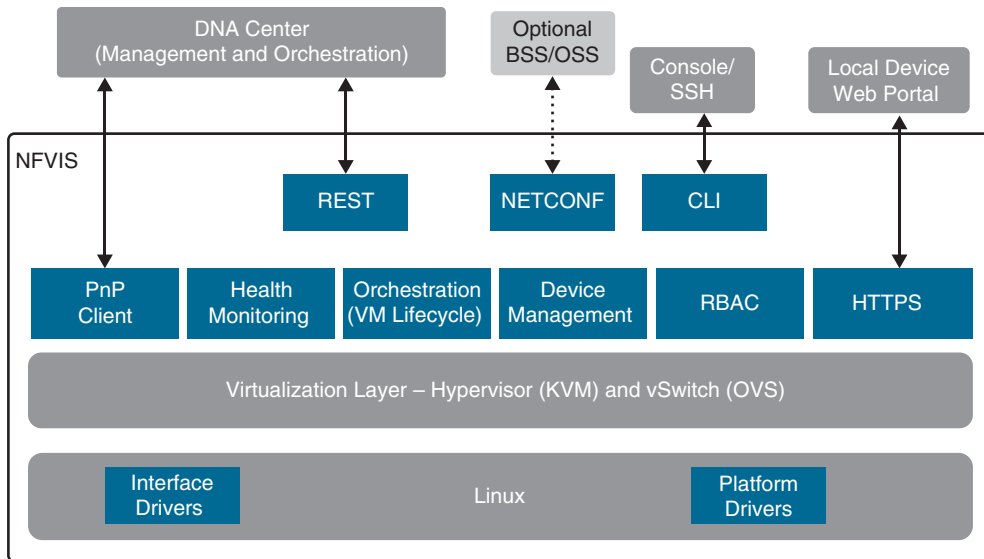 DNA Center
(Management and Orchestration)
Optional
BSS/OSS
Console/
SSH
Local Device
Web Portal
NFVIS
REST
NETCONF
CLI
PnP
Client
Health
Monitoring
Orchestration
(VM Lifecycle)
Device
Management
RBAC
HTTPS
Virtualization Layer – Hypervisor (KVM) and vSwitch (OVS)
Interface
Drivers
Linux
Platform
Drivers